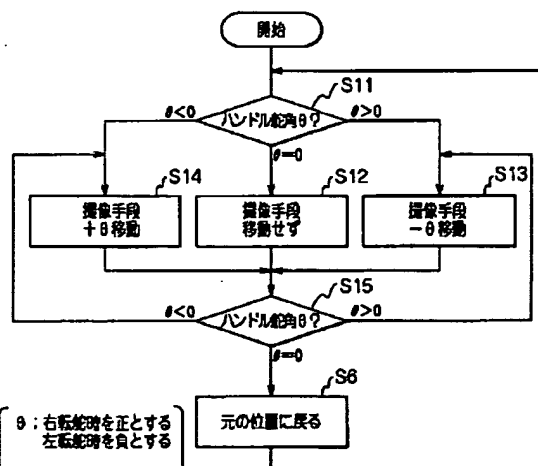 開始
S11
θ<0
ハンドル舵角θ?
θ>0
θ=0
S14
S12
S13
撮像手段
+θ移動
撮像手段
移動せず
撮像手段
-θ移動
S15
θ<0
ハンドル舵角θ?
θ>0
θ=0
S6
元の位置に戻る
θ;右転舵時を正とする
左転舵時を負とする